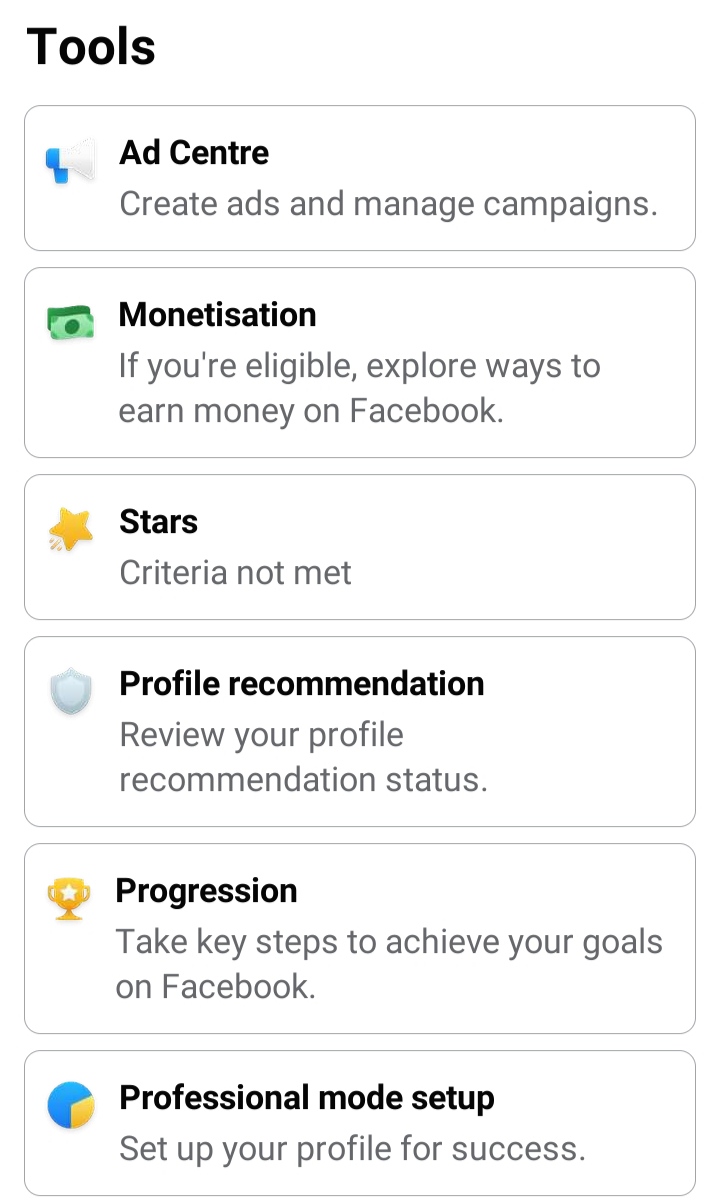 Tools
Ad Centre
Create ads and manage campaigns.
Monetisation
If you're eligible, explore ways to
earn money on Facebook.
Stars
Criteria not met
Profile recommendation
Review your profile
recommendation status.
Progression
Take key steps to achieve your goals
on Facebook.
Professional mode setup
Set up your profile for success.